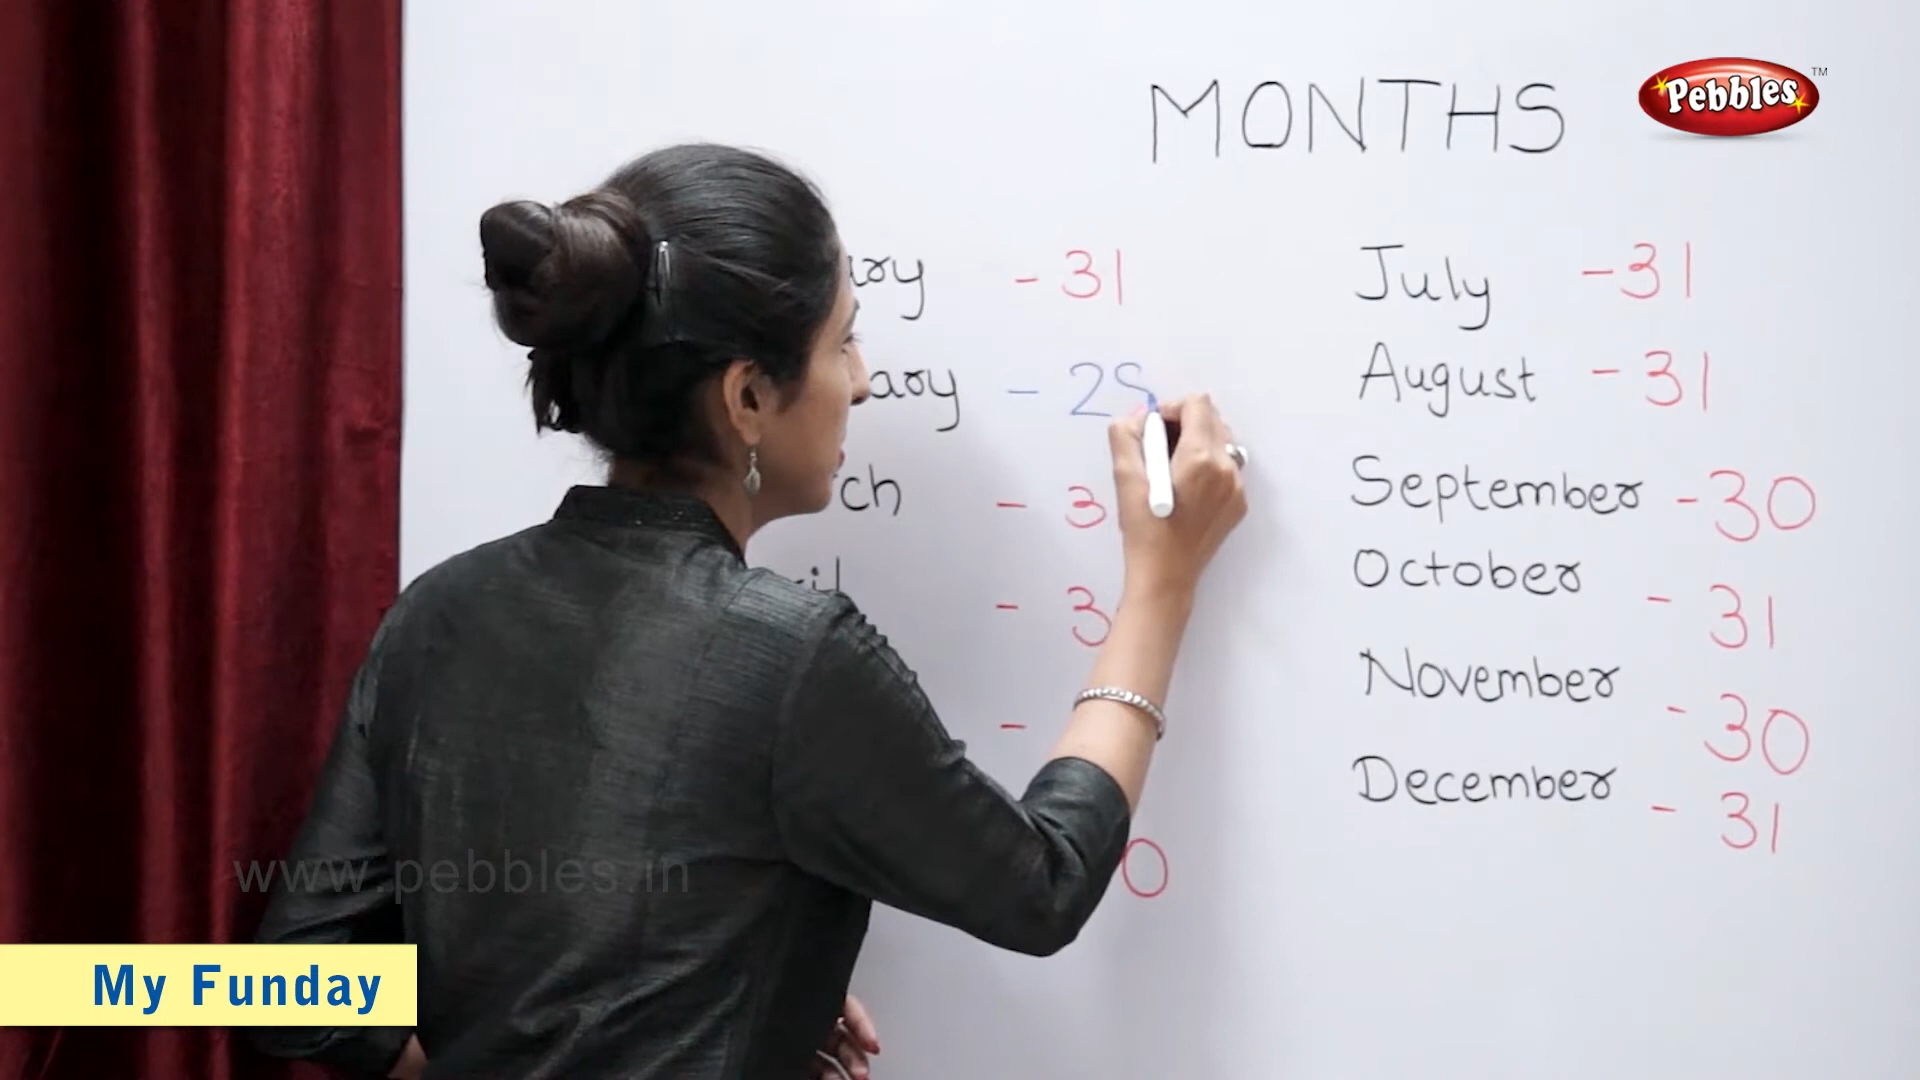 MONTHS
Pebbles TM
ary - 31
ary - 28
ch - 3
- 3
-
0
July - 31
August - 31
September - 30
October - 31
November - 30
December - 31
www.pebbles.in
My Funday